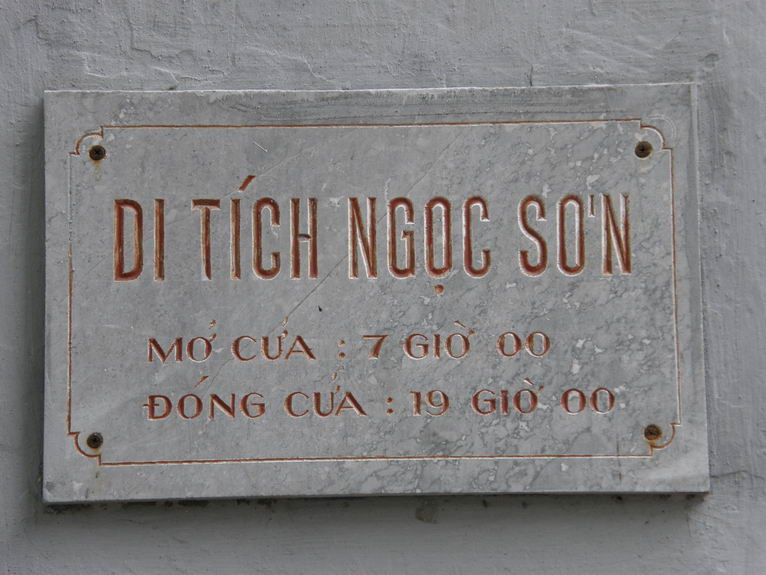 DI TÍCH NGỌC SƠN
MỞ CỬA : 7 GIỜ 00
ĐÓNG CỬA : 19 GIỜ 00